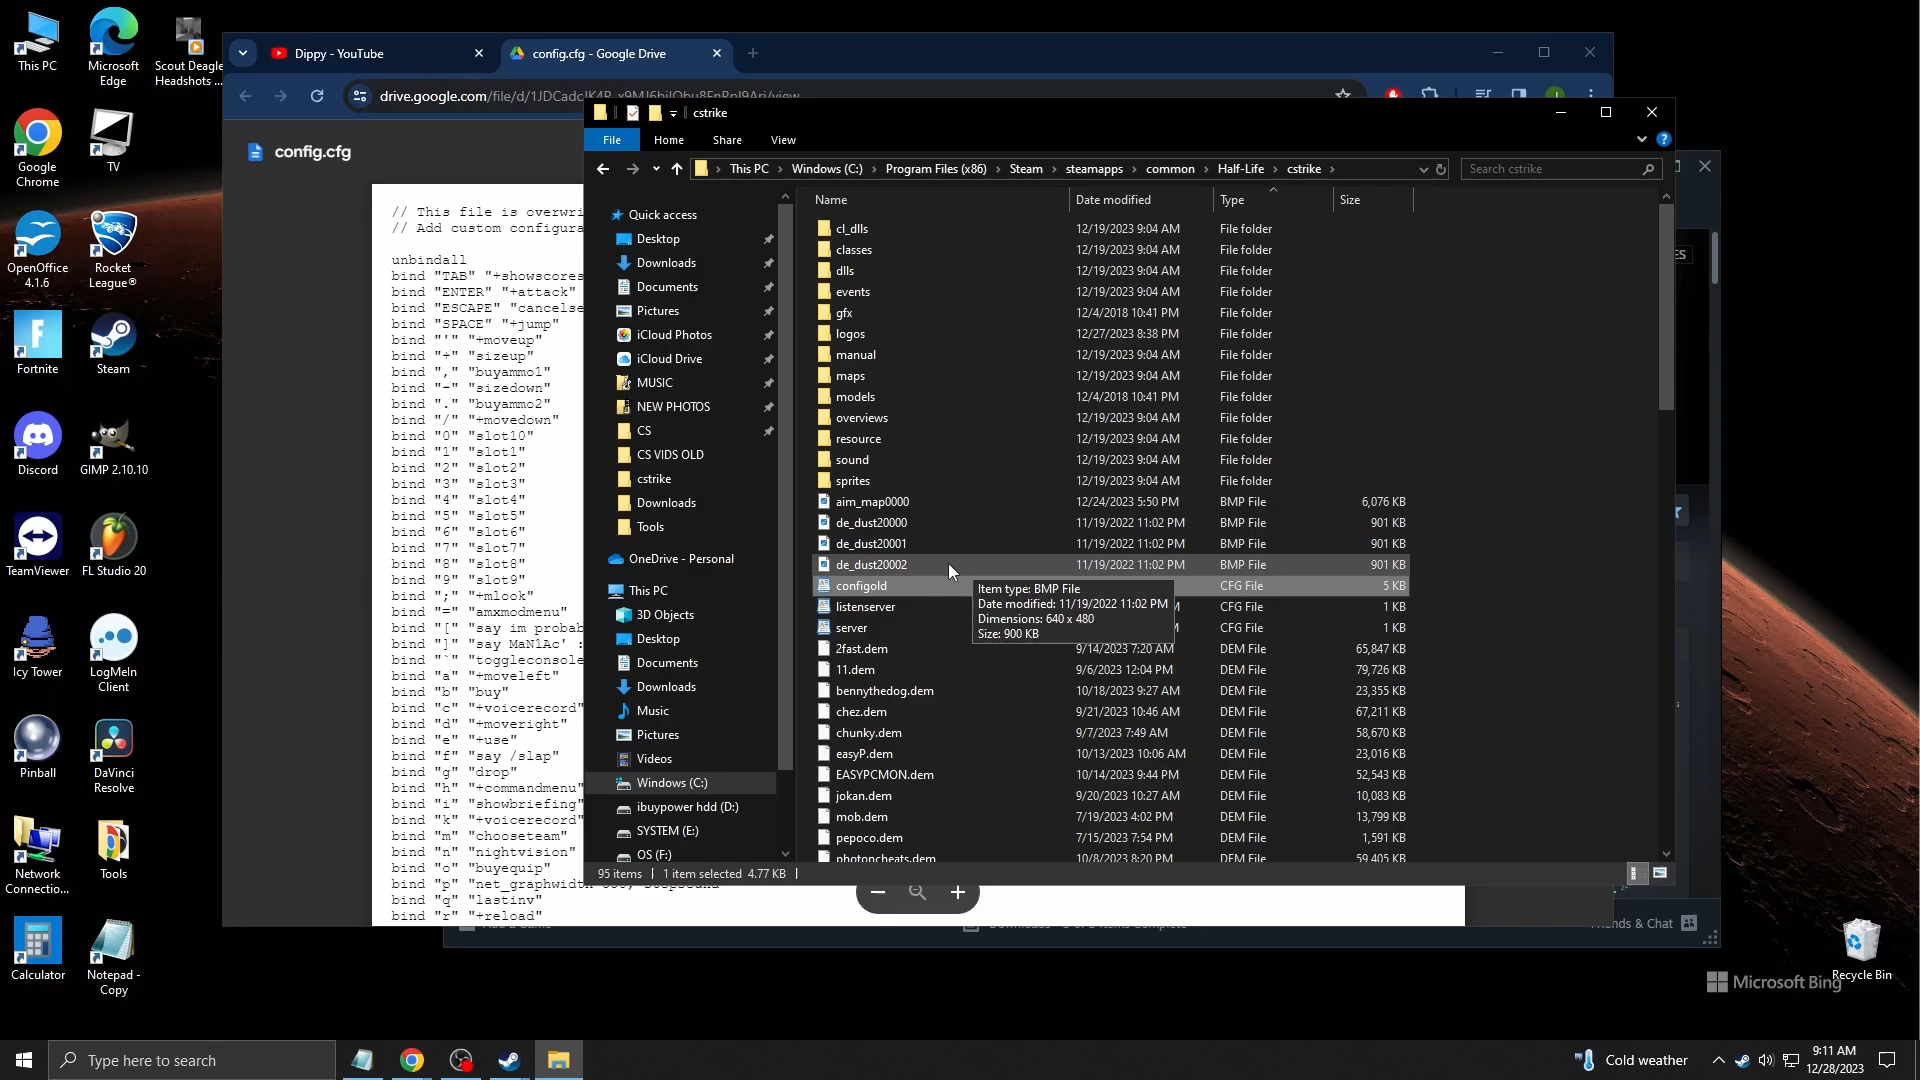 This PC
Microsoft Edge
Scout Deagle Headshots ...
Google Chrome
TV
OpenOffice 4.1.6
Rocket League®
Fortnite
Steam
Discord
GIMP 2.10.10
TeamViewer
FL Studio 20
Icy Tower
LogMeIn Client
Pinball
DaVinci Resolve
Network Connectio...
Tools
Calculator
Notepad - Copy
Dippy - YouTube
config.cfg - Google Drive
drive.google.com/file/d/
config.cfg
// This file is overwri
// Add custom configura
unbindall
bind "TAB" "+showscores
bind "ENTER" "+attack"
bind "ESCAPE" "cancelse
bind "SPACE" "+jump"
bind "'" "+moveup"
bind "+" "sizeup"
bind "," "buyammo1"
bind "-" "sizedown"
bind "." "buyammo2"
bind "/" "+movedown"
bind "0" "slot10"
bind "1" "slot1"
bind "2" "slot2"
bind "3" "slot3"
bind "4" "slot4"
bind "5" "slot5"
bind "6" "slot6"
bind "7" "slot7"
bind "8" "slot8"
bind "9" "slot9"
bind ";" "+mlook"
bind "=" "amxmodmenu"
bind "[" "say im probab
bind "]" "say MaN1Ac' :
bind "`" "toggleconsole
bind "a" "+moveleft"
bind "b" "buy"
bind "c" "+voicerecord"
bind "d" "+moveright"
bind "e" "+use"
bind "f" "say /slap"
bind "g" "drop"
bind "h" "+commandmenu"
bind "i" "showbriefing"
bind "k" "+voicerecord"
bind "m" "chooseteam"
bind "n" "nightvision"
bind "o" "buyequip"
bind "p" "net_graphwidth
bind "q" "lastinv"
bind "r" "+reload"
cstrike
File Home Share View
This PC > Windows (C:) > Program Files (x86) > Steam > steamapps > common > Half-Life > cstrike >
Search cstrike
Quick access
Desktop
Downloads
Documents
Pictures
iCloud Photos
iCloud Drive
MUSIC
NEW PHOTOS
CS
CS VIDS OLD
cstrike
Downloads
Tools
OneDrive - Personal
This PC
3D Objects
Desktop
Documents
Downloads
Music
Pictures
Videos
Windows (C:)
ibuypower hdd (D:)
SYSTEM (E:)
OS (F:)
Name Date modified Type Size
cl_dlls 12/19/2023 9:04 AM File folder
classes 12/19/2023 9:04 AM File folder
dlls 12/19/2023 9:04 AM File folder
events 12/19/2023 9:04 AM File folder
gfx 12/4/2018 10:41 PM File folder
logos 12/27/2023 8:38 PM File folder
manual 12/19/2023 9:04 AM File folder
maps 12/19/2023 9:04 AM File folder
models 12/4/2018 10:41 PM File folder
overviews 12/19/2023 9:04 AM File folder
resource 12/19/2023 9:04 AM File folder
sound 12/19/2023 9:04 AM File folder
sprites 12/19/2023 9:04 AM File folder
aim_map0000 12/24/2023 5:50 PM BMP File 6,076 KB
de_dust20000 11/19/2022 11:02 PM BMP File 901 KB
de_dust20001 11/19/2022 11:02 PM BMP File 901 KB
de_dust20002 11/19/2022 11:02 PM BMP File 901 KB
configold CFG File 5 KB
listenserver CFG File 1 KB
server CFG File 1 KB
Item type: BMP File
Date modified: 11/19/2022 11:02 PM
Dimensions: 640 x 480
Size: 900 KB
2fast.dem 9/14/2023 7:20 AM DEM File 65,847 KB
11.dem 9/6/2023 12:04 PM DEM File 79,726 KB
bennythedog.dem 10/18/2023 9:27 AM DEM File 23,355 KB
chez.dem 9/21/2023 10:46 AM DEM File 67,211 KB
chunky.dem 9/7/2023 7:49 AM DEM File 58,670 KB
easyP.dem 10/13/2023 10:06 AM DEM File 23,016 KB
EASYPCMON.dem 10/14/2023 9:44 PM DEM File 52,543 KB
jokan.dem 9/20/2023 10:27 AM DEM File 10,083 KB
mob.dem 7/19/2023 4:02 PM DEM File 13,799 KB
pepoco.dem 7/15/2023 7:54 PM DEM File 1,591 KB
photoncheats.dem 10/8/2023 8:20 PM DEM File 59,405 KB
95 items 1 item selected 4.77 KB
& Chat
Microsoft Bing
Recycle Bin
Type here to search
Cold weather
9:11 AM
12/28/2023